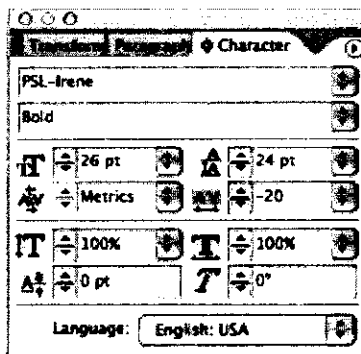 Transform Paragraph Character
PSL-Irene
Bold
26 pt 24 pt
Metrics -20
100% 100%
0 pt 0°
Language: English: USA